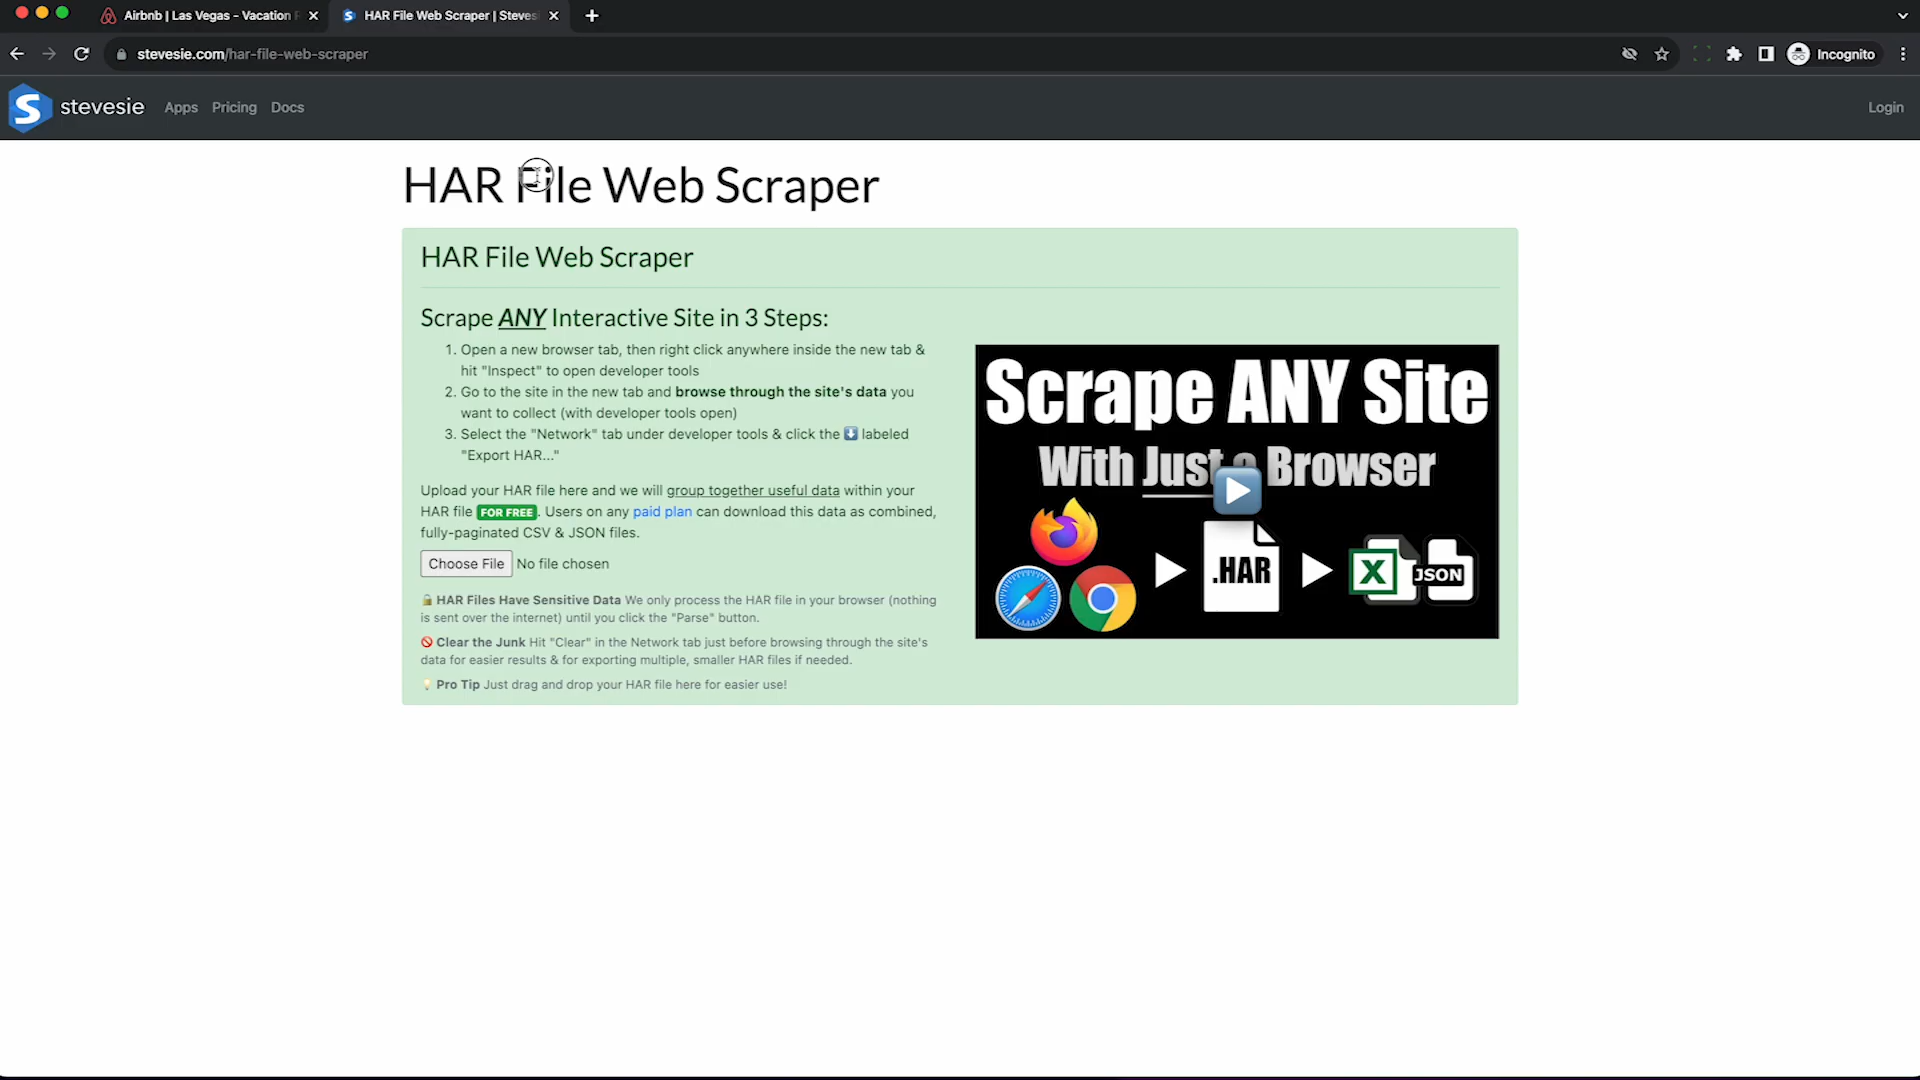 Airbnb | Las Vegas - Vacation
HAR File Web Scraper | Steves
stevesie.com/har-file-web-scraper
Incognito
stevesie Apps Pricing Docs
Login
HAR File Web Scraper
HAR File Web Scraper
Scrape ANY Interactive Site in 3 Steps:
1. Open a new browser tab, then right click anywhere inside the new tab &
hit "Inspect" to open developer tools
2. Go to the site in the new tab and browse through the site's data you
want to collect (with developer tools open)
3. Select the "Network" tab under developer tools & click the ⬇️ labeled
"Export HAR..."
Upload your HAR file here and we will group together useful data within your
HAR file FOR FREE. Users on any paid plan can download this data as combined,
fully-paginated CSV & JSON files.
Choose File No file chosen
🔒 HAR Files Have Sensitive Data We only process the HAR file in your browser (nothing
is sent over the internet) until you click the "Parse" button.
🚫 Clear the Junk Hit "Clear" in the Network tab just before browsing through the site's
data for easier results & for exporting multiple, smaller HAR files if needed.
💡 Pro Tip Just drag and drop your HAR file here for easier use!
Scrape ANY Site
With Just a Browser
.HAR
X
JSON